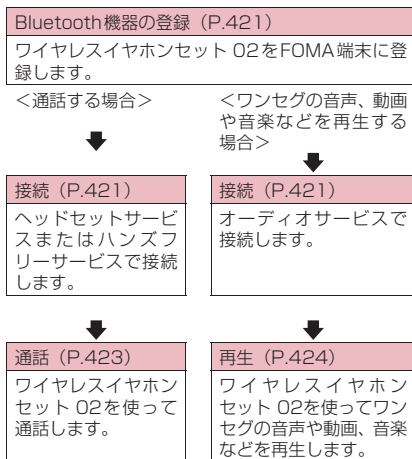 Bluetooth機器の登録（P.421）
ワイヤレスイヤホンセット 02をFOMA端末に登
録します。
＜通話する場合＞
＜ワンセグの音声、動画
や音楽などを再生する
場合＞
接続（P.421）
ヘッドセットサービ
スまたはハンズフ
リーサービスで接続
します。
接続（P.421）
オーディオサービスで
接続します。
通話（P.423）
ワイヤレスイヤホン
セット 02を使って
通話します。
再生（P.424）
ワイヤレスイヤホン
セット 02を使ってワン
セグの音声や動画、音楽
などを再生します。